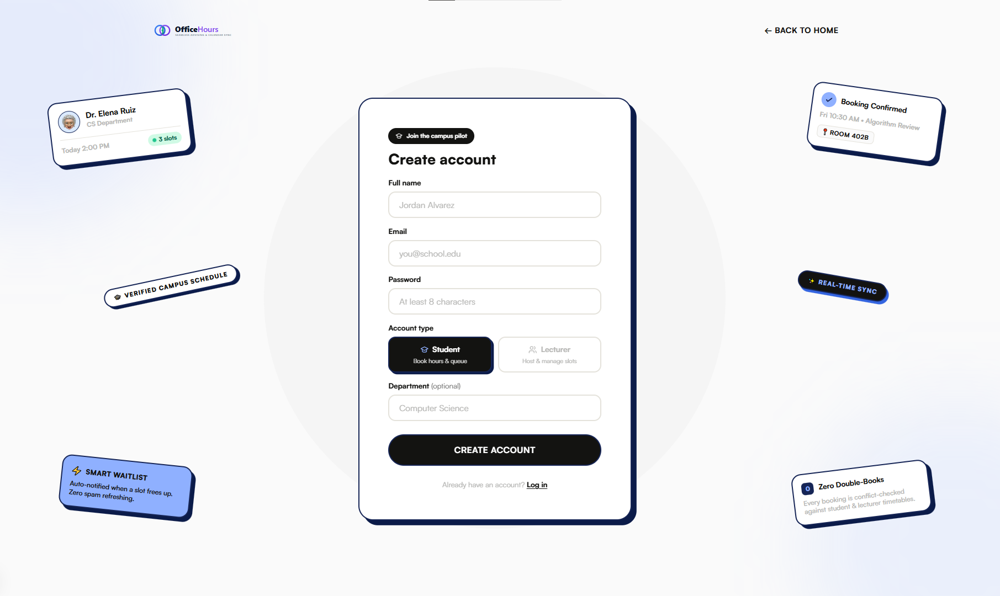 OfficeHours
SEAMLESS ADVISING & CALENDAR SYNC
← BACK TO HOME
Dr. Elena Ruiz
CS Department
Today 2:00 PM
3 slots
Booking Confirmed
Fri 10:30 AM • Algorithm Review
ROOM 402B
VERIFIED CAMPUS SCHEDULE
REAL-TIME SYNC
SMART WAITLIST
Auto-notified when a slot frees up.
Zero spam refreshing.
0 Zero Double-Books
Every booking is conflict-checked
against student & lecturer timetables.
Join the campus pilot
Create account
Full name
Jordan Alvarez
Email
you@school.edu
Password
At least 8 characters
Account type
Student
Book hours & queue
Lecturer
Host & manage slots
Department (optional)
Computer Science
CREATE ACCOUNT
Already have an account? Log in